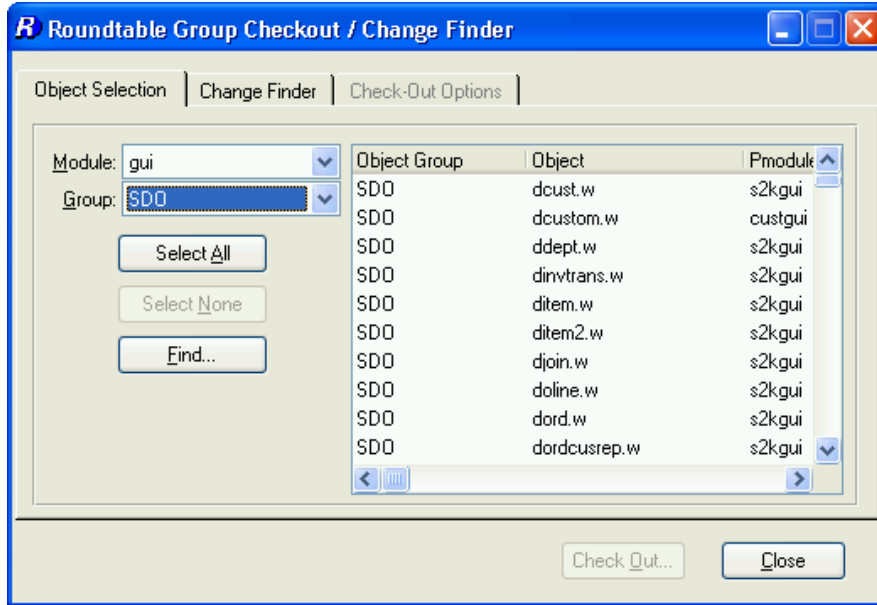 R Roundtable Group Checkout / Change Finder
Object Selection Change Finder Check-Out Options
Module: gui
Group: SDO
Select All
Select None
Find...
Object Group Object Pmodule
SDO dcust.w s2kgui
SDO dcustom.w custgui
SDO ddept.w s2kgui
SDO dinvtrans.w s2kgui
SDO ditem.w s2kgui
SDO ditem2.w s2kgui
SDO djoin.w s2kgui
SDO doline.w s2kgui
SDO dord.w s2kgui
SDO dordcusrep.w s2kgui
Check Out... Close